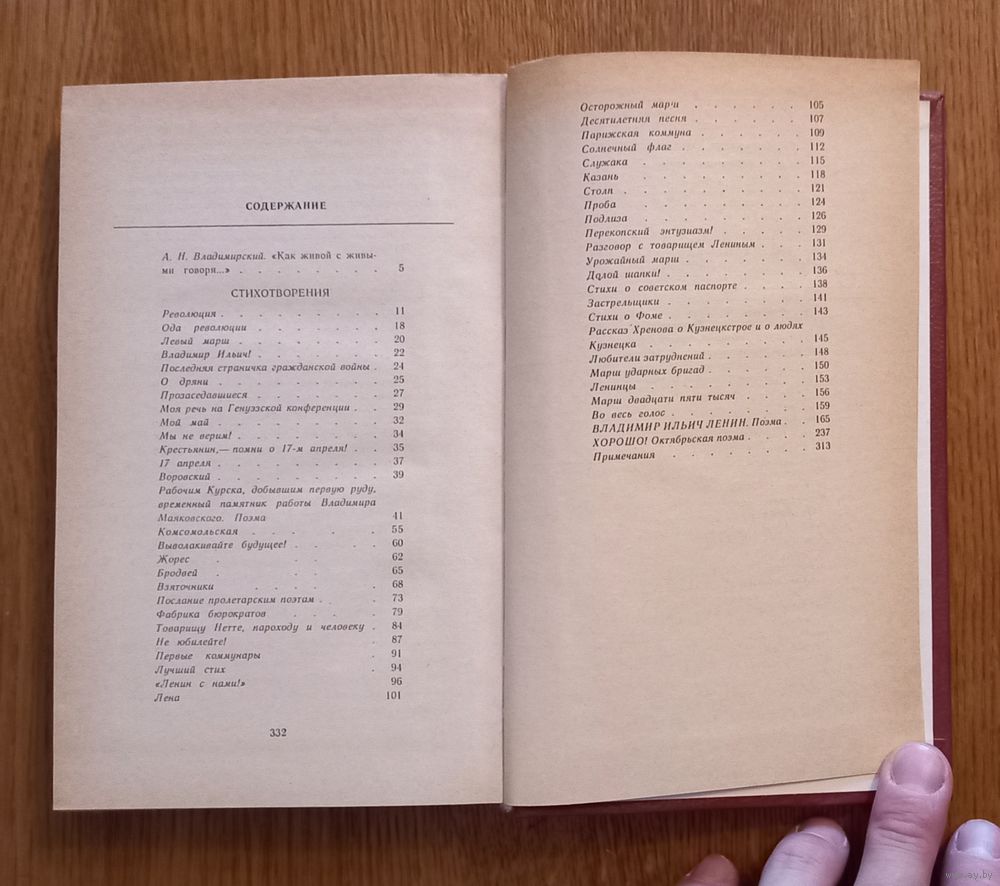 СОДЕРЖАНИЕ
А. Н. Владимирский. «Как живой с живы-
ми говоря...» . . . . . . . . 5
СТИХОТВОРЕНИЯ
Революция . . . . . . . . . 11
Ода революции . . . . . . . . 18
Левый марш . . . . . . . . . 20
Владимир Ильич! . . . . . . . 22
Последняя страничка гражданской войны . 24
О дряни . . . . . . . . . 25
Прозаседавшиеся . . . . . . . 27
Моя речь на Генуэзской конференции . . 29
Мой май . . . . . . . . . 32
Мы не верим! . . . . . . . . 34
Крестьянин,— помни о 17-м апреля! . . 35
17 апреля . . . . . . . . . 37
Воровский . . . . . . . . . 39
Рабочим Курска, добывшим первую руду,
временный памятник работы Владимира
Маяковского. Поэма 41
Комсомольская . . . . . 55
Выволакивайте будущее! . . . . 60
Жорес . . . . . 62
Бродвей . . . . . 65
Взяточники . . . . . 68
Послание пролетарским поэтам . . . 73
Фабрика бюрократов . . . . 79
Товарищу Нетте, пароходу и человеку . 84
Не юбилейте! . 87
Первые коммунары . 91
Лучший стих . 94
«Ленин с нами!» 96
Лена 101
332
Осторожный марш . . . . . . 105
Десятилетняя песня . . . . . . 107
Парижская коммуна . . . . . . 109
Солнечный флаг . . . . . . . 112
Служака . . . . . . . . 115
Казань . . . . . . . . 118
Столп . . . . . . . . . 121
Проба . . . . . . . . 124
Подлиза . . . . . . . . 126
Перекопский энтузиазм! . . . . . 129
Разговор с товарищем Лениным . . . 131
Урожайный марш . . . . . . 134
Долой шапки! . . . . . . . 136
Стихи о советском паспорте . . . . 138
Застрельщики . . . . . . . 141
Стихи о Фоме . . . . . . . 143
Рассказ Хренова о Кузнецкстрое и о людях
Кузнецка . . . . . . . . 145
Любители затруднений . . . . . . 148
Марш ударных бригад . . . . . . 150
Ленинцы . . . . . . . . 153
Марш двадцати пяти тысяч . . . . 156
Во весь голос . . . . . . . 159
ВЛАДИМИР ИЛЬИЧ ЛЕНИН. Поэма . . 165
ХОРОШО! Октябрьская поэма . . . . 237
Примечания . . . . . . . 313
www.ay.by